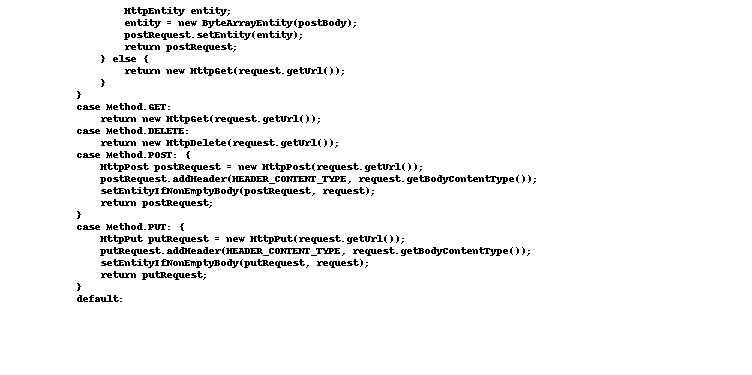 HttpEntity entity;
entity = new ByteArrayEntity(postBody);
postRequest.setEntity(entity);
return postRequest;
} else {
return new HttpGet(request.getUrl());
}
}
case Method.GET:
return new HttpGet(request.getUrl());
case Method.DELETE:
return new HttpDelete(request.getUrl());
case Method.POST: {
HttpPost postRequest = new HttpPost(request.getUrl());
postRequest.addHeader(HEADER_CONTENT_TYPE, request.getBodyContentType());
setEntityIfNonEmptyBody(postRequest, request);
return postRequest;
}
case Method.PUT: {
HttpPut putRequest = new HttpPut(request.getUrl());
putRequest.addHeader(HEADER_CONTENT_TYPE, request.getBodyContentType());
setEntityIfNonEmptyBody(putRequest, request);
return putRequest;
}
default: